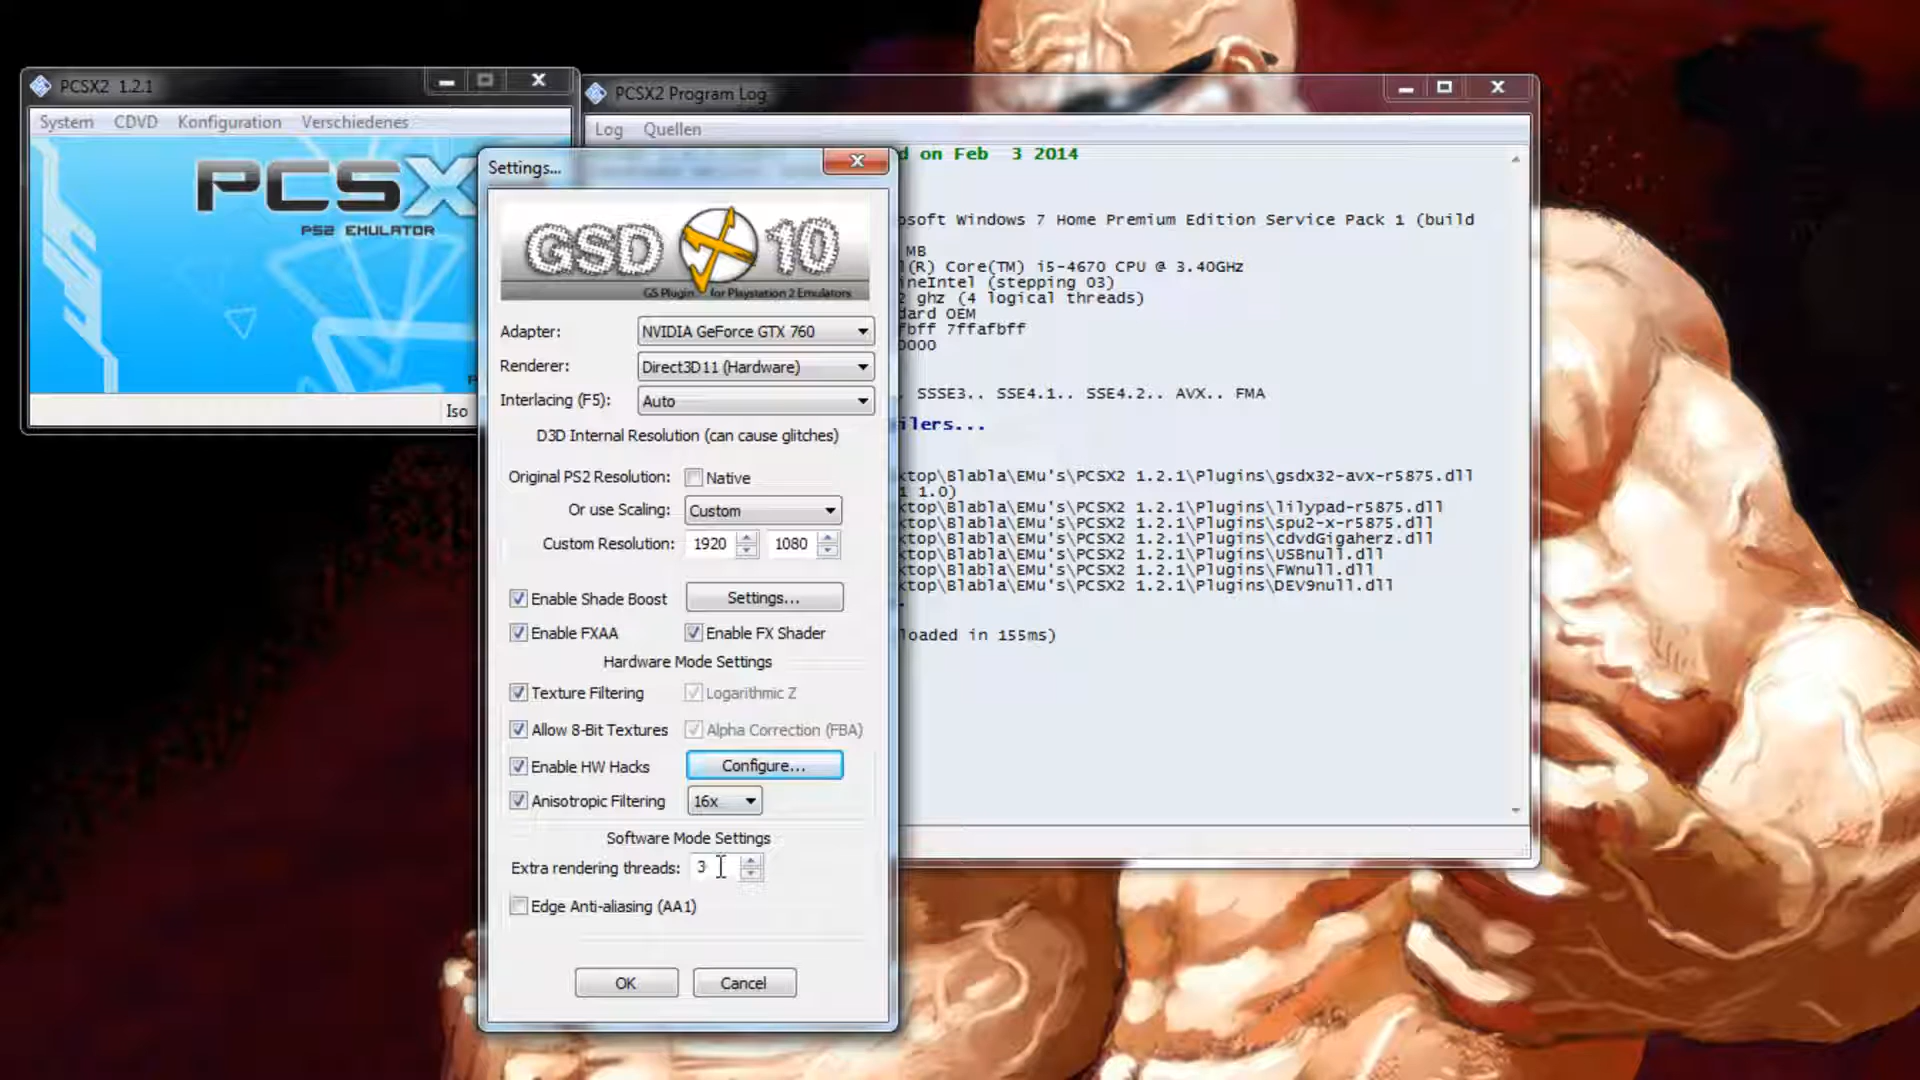 PCSX2 1.2.1
System CDVD Konfiguration Verschiedenes
PCSX
PS2 EMULATOR
Iso
PCSX2 Program Log
Log Quellen
d on Feb 3 2014
osoft Windows 7 Home Premium Edition Service Pack 1 (build
MB
(R) Core(TM) i5-4670 CPU @ 3.40GHz
ineIntel (stepping 03)
2 ghz (4 logical threads)
dard OEM
fbff 7ffafbff
0000
. SSSE3.. SSE4.1.. SSE4.2.. AVX.. FMA
ilers...
ktop\Blabla\EMu's\PCSX2 1.2.1\Plugins\gsdx32-avx-r5875.dll
1 1.0)
ktop\Blabla\EMu's\PCSX2 1.2.1\Plugins\lilypad-r5875.dll
ktop\Blabla\EMu's\PCSX2 1.2.1\Plugins\spu2-x-r5875.dll
ktop\Blabla\EMu's\PCSX2 1.2.1\Plugins\cdvdGigaherz.dll
ktop\Blabla\EMu's\PCSX2 1.2.1\Plugins\USBnull.dll
ktop\Blabla\EMu's\PCSX2 1.2.1\Plugins\FWnull.dll
ktop\Blabla\EMu's\PCSX2 1.2.1\Plugins\DEV9null.dll
.
loaded in 155ms)
Settings...
GSDX10
GS Plugin for Playstation 2 Emulators
Adapter: NVIDIA GeForce GTX 760
Renderer: Direct3D11 (Hardware)
Interlacing (F5): Auto
D3D Internal Resolution (can cause glitches)
Original PS2 Resolution: Native
Or use Scaling: Custom
Custom Resolution: 1920 1080
Enable Shade Boost Settings...
Enable FXAA Enable FX Shader
Hardware Mode Settings
Texture Filtering Logarithmic Z
Allow 8-Bit Textures Alpha Correction (FBA)
Enable HW Hacks Configure...
Anisotropic Filtering 16x
Software Mode Settings
Extra rendering threads: 3
Edge Anti-aliasing (AA1)
OK Cancel